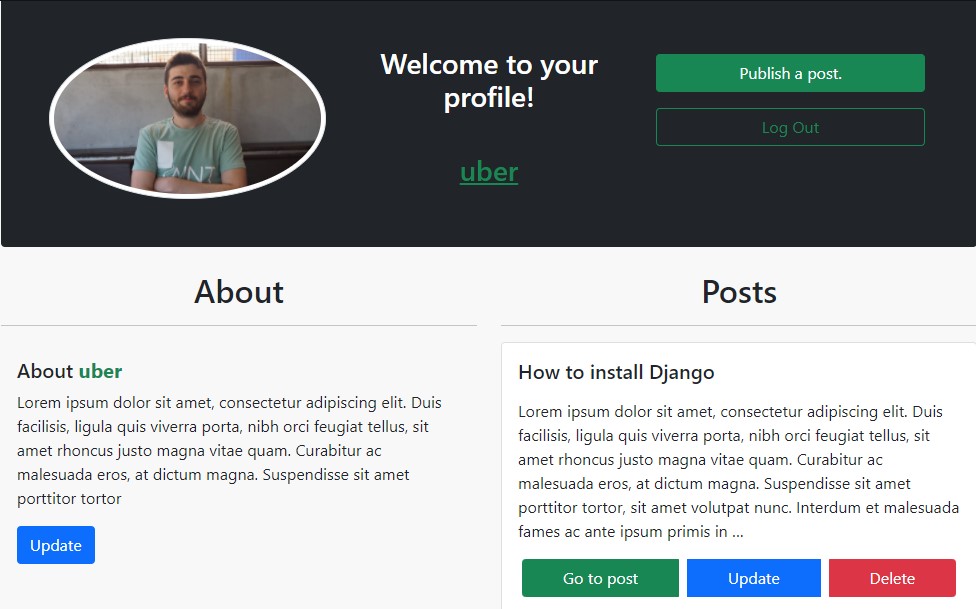 Welcome to your
profile!
uber
Publish a post.
Log Out
About
About uber
Lorem ipsum dolor sit amet, consectetur adipiscing elit. Duis
facilisis, ligula quis viverra porta, nibh orci feugiat tellus, sit
amet rhoncus justo magna vitae quam. Curabitur ac
malesuada eros, at dictum magna. Suspendisse sit amet
porttitor tortor
Update
Posts
How to install Django
Lorem ipsum dolor sit amet, consectetur adipiscing elit. Duis
facilisis, ligula quis viverra porta, nibh orci feugiat tellus, sit
amet rhoncus justo magna vitae quam. Curabitur ac
malesuada eros, at dictum magna. Suspendisse sit amet
porttitor tortor, sit amet volutpat nunc. Interdum et malesuada
fames ac ante ipsum primis in ...
Go to post
Update
Delete